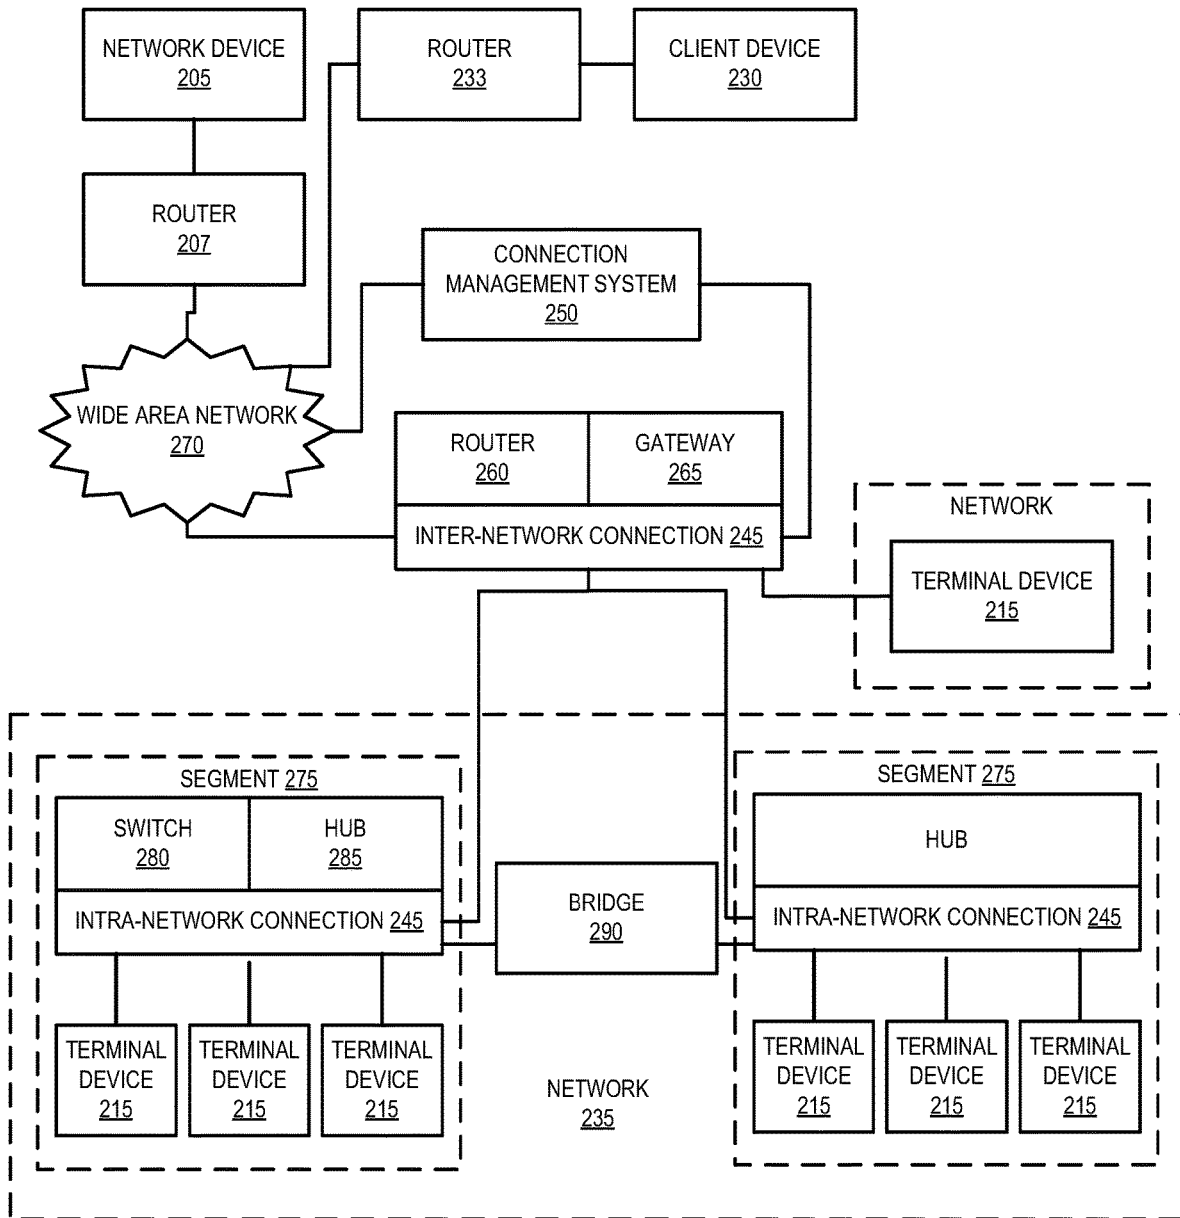 NETWORK DEVICE
205
ROUTER
233
CLIENT DEVICE
230
ROUTER
207
CONNECTION
MANAGEMENT SYSTEM
250
WIDE AREA NETWORK
270
ROUTER
260
GATEWAY
265
INTER-NETWORK CONNECTION 245
NETWORK
TERMINAL DEVICE
215
SEGMENT 275
SWITCH
280
HUB
285
INTRA-NETWORK CONNECTION 245
TERMINAL
DEVICE
215
TERMINAL
DEVICE
215
TERMINAL
DEVICE
215
BRIDGE
290
NETWORK
235
SEGMENT 275
HUB
INTRA-NETWORK CONNECTION 245
TERMINAL
DEVICE
215
TERMINAL
DEVICE
215
TERMINAL
DEVICE
215